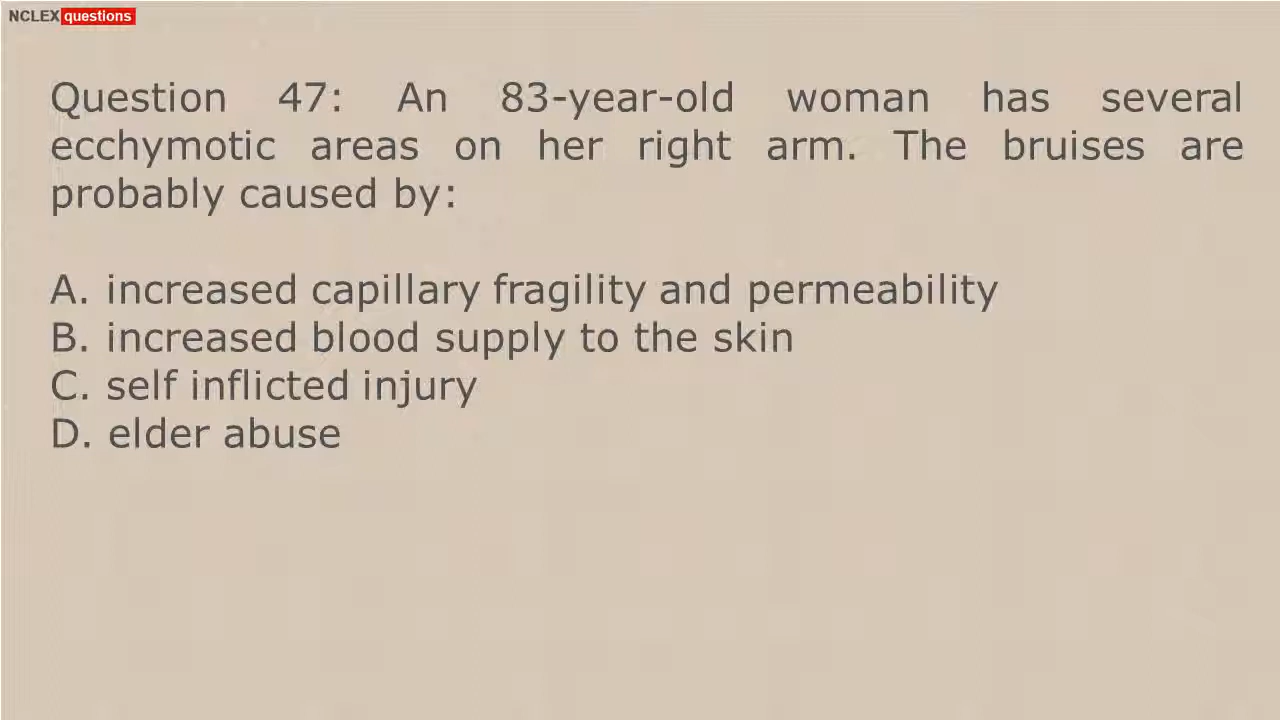 NCLEX questions
Question 47: An 83-year-old woman has several
ecchymotic areas on her right arm. The bruises are
probably caused by:
A. increased capillary fragility and permeability
B. increased blood supply to the skin
C. self inflicted injury
D. elder abuse